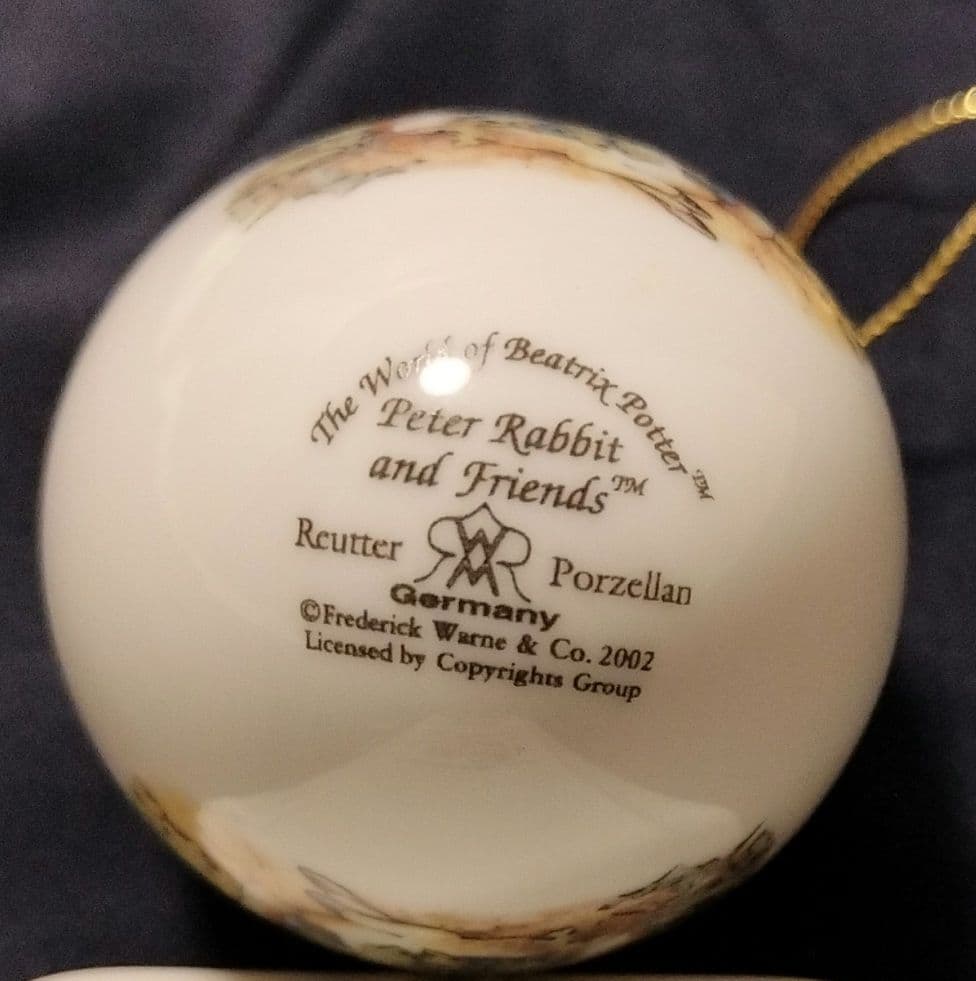 The World of Beatrix Potter™
Peter Rabbit
and Friends™
Reutter Porzellan
Germany
©Frederick Warne & Co. 2002
Licensed by Copyrights Group